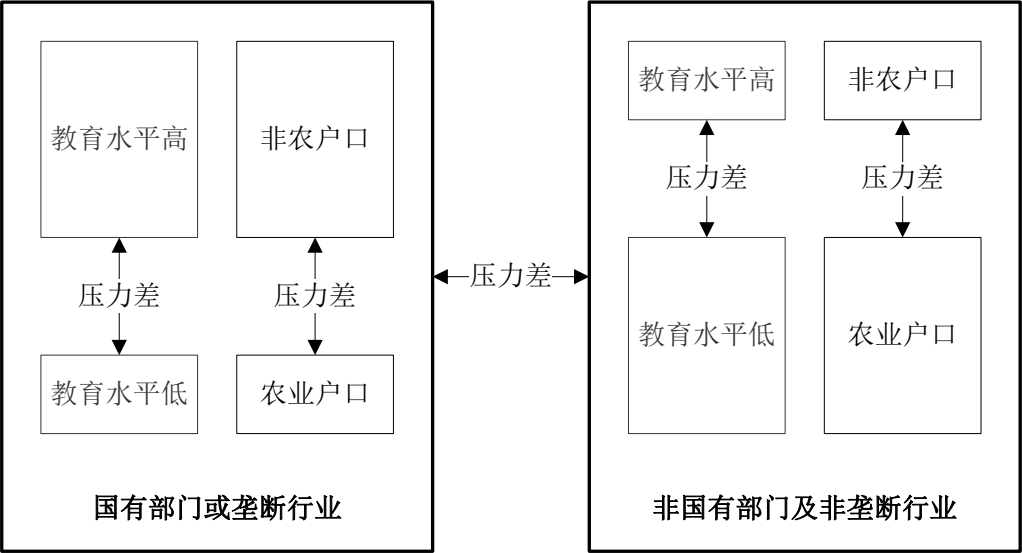 教育水平高
非农户口
压力差
压力差
教育水平低
农业户口
国有部门或垄断行业
压力差
教育水平高
非农户口
压力差
压力差
教育水平低
农业户口
非国有部门及非垄断行业